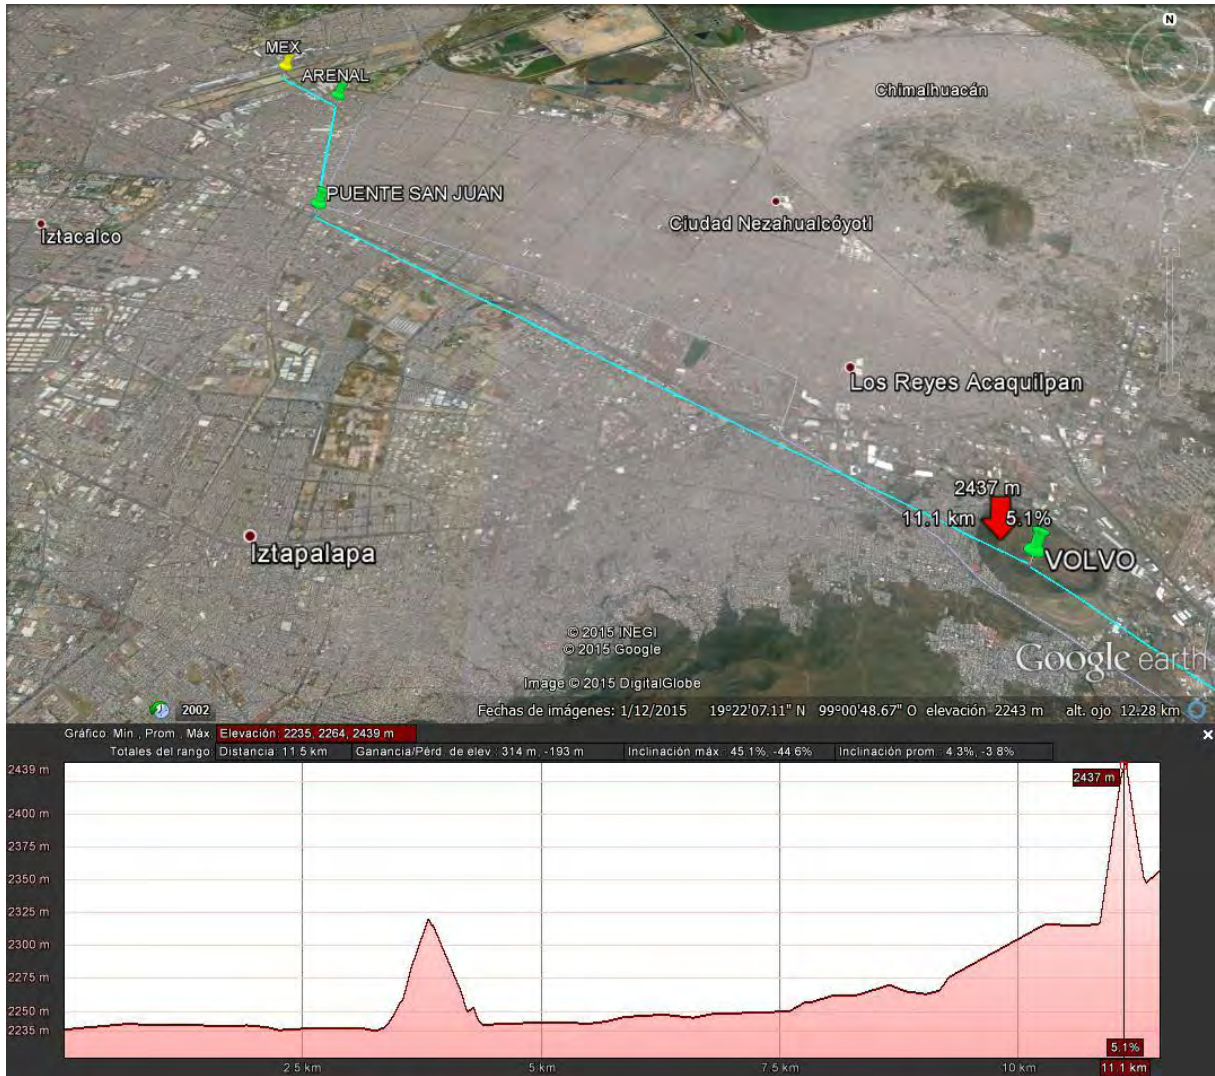 N
MEX
ARENAL
Chimalhuacán
PUENTE SAN JUAN
Iztacalco
Ciudad Nezahualcóyotl
Los Reyes Acaquilpan
2437 m
11.1 km 5.1%
Iztapalapa
VOLVO
© 2015 INEGI
© 2015 Google
Image © 2015 DigitalGlobe
Google earth
2002
Fechas de imágenes: 1/12/2015 19°22'07.11" N 99°00'48.67" O elevación 2243 m alt. ojo 12.28 km
Gráfico: Mín., Prom., Máx. Elevación: 2235, 2264, 2439 m
Totales del rango: Distancia: 11.5 km Ganancia/Pérd. de elev.: 314 m, -193 m Inclinación máx.: 45.1%, -44.6% Inclinación prom.: 4.3%, -3.8%
2439 m
2437 m
2400 m
2375 m
2350 m
2325 m
2300 m
2275 m
2250 m
2235 m
5.1%
2.5 km 5 km 7.5 km 10 km 11.1 km